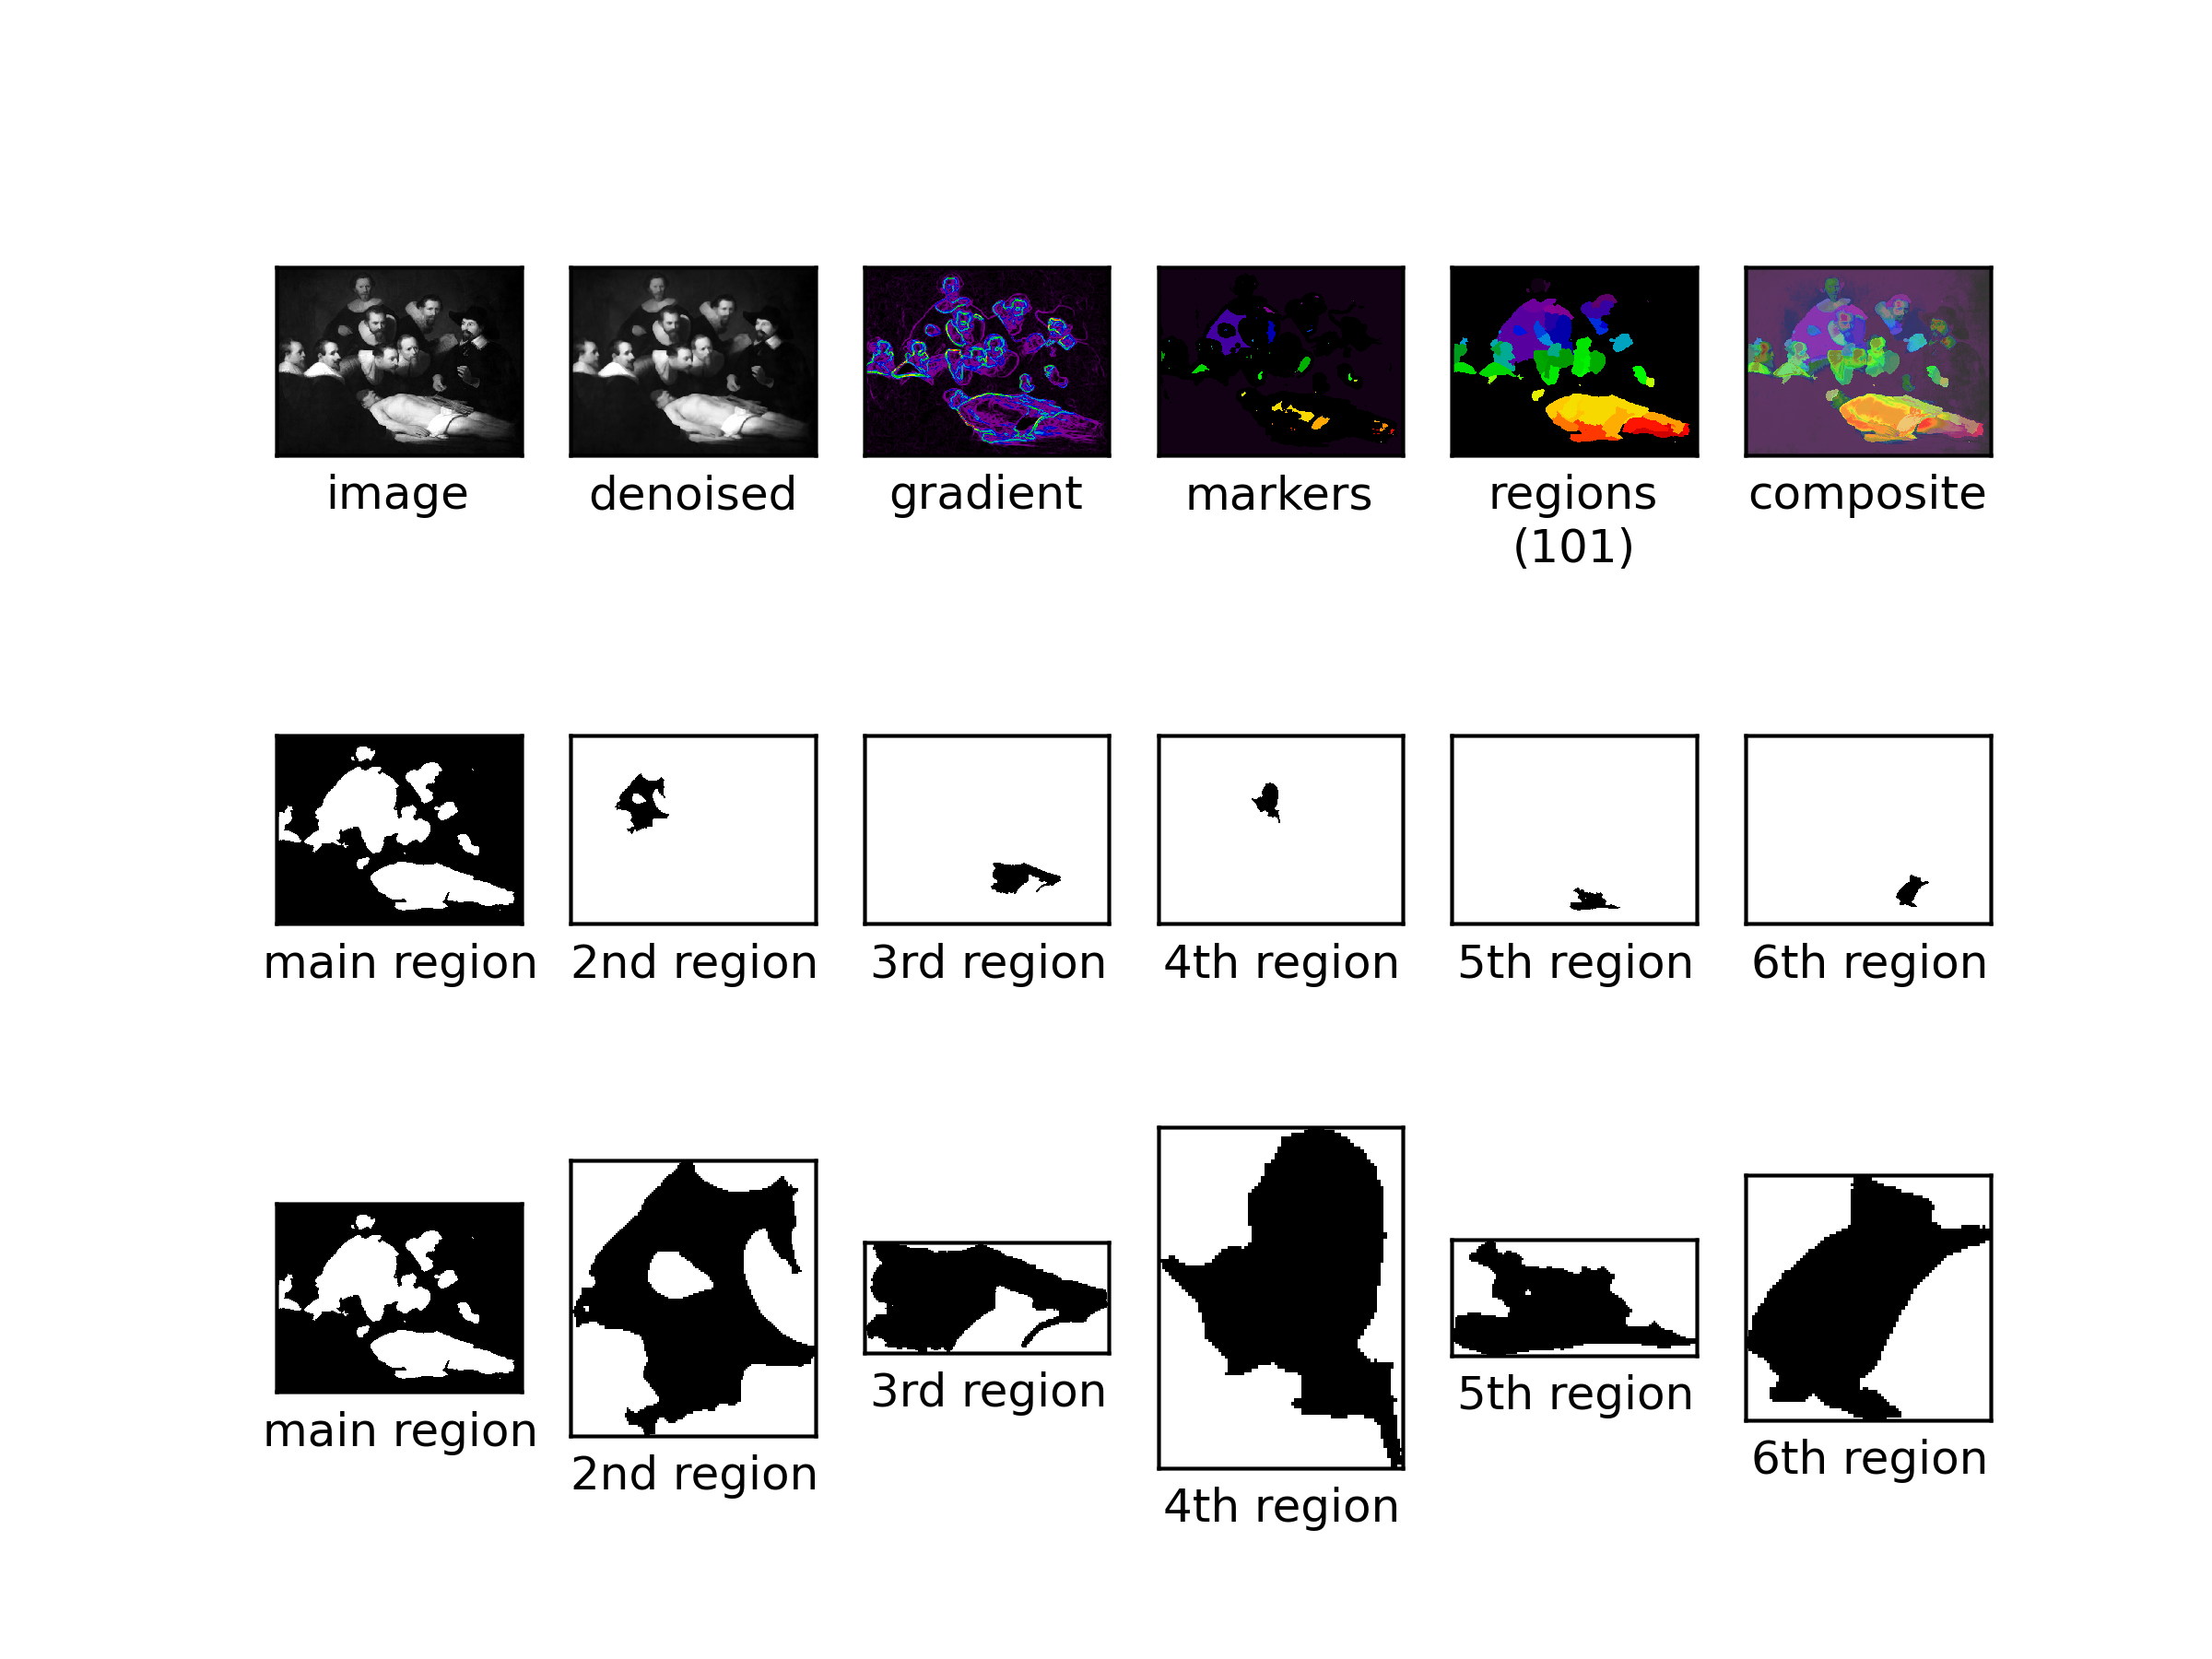 image
denoised
gradient
markers
regions
(101)
composite
main region
2nd region
3rd region
4th region
5th region
6th region
main region
2nd region
3rd region
4th region
5th region
6th region